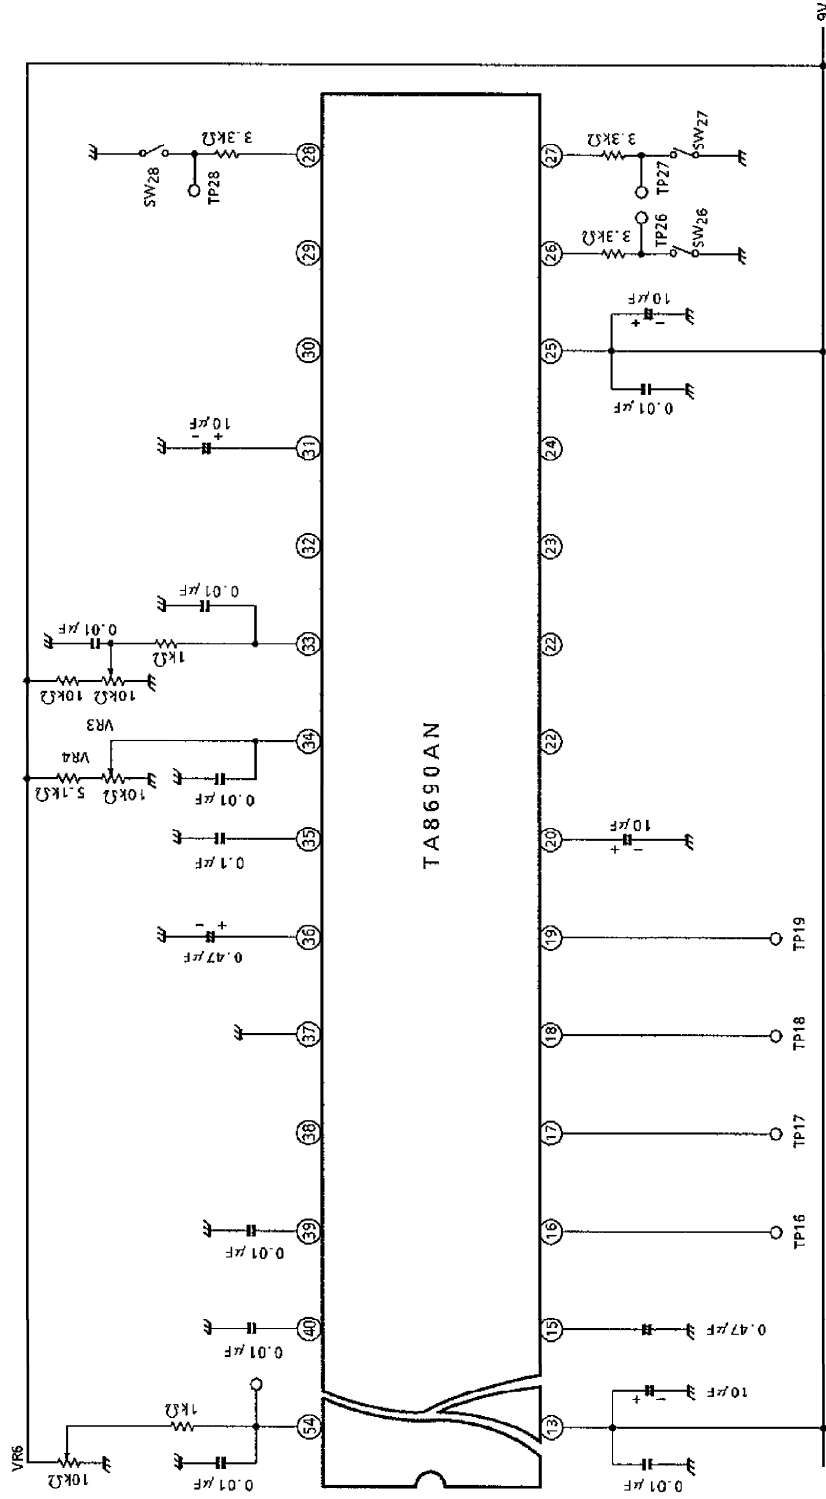 9V
28
3.3kΩ
SW28
TP28
27
3.3kΩ
SW27
TP27
29
26
3.3kΩ
TP26
SW26
30
25
10μF
+
−
0.01μF
31
10μF
−
+
24
32
23
33
0.01μF
0.01μF
1kΩ
10kΩ
10kΩ
VR3
22
34
VR4
5.1kΩ
10kΩ
0.01μF
22
TA8690AN
35
0.1μF
20
10μF
+
−
36
0.47μF
−
+
19
TP19
37
18
TP18
38
17
TP17
39
0.01μF
16
TP16
40
0.01μF
15
0.47μF
54
1kΩ
VR6
10kΩ
0.01μF
13
10μF
+
−
0.01μF